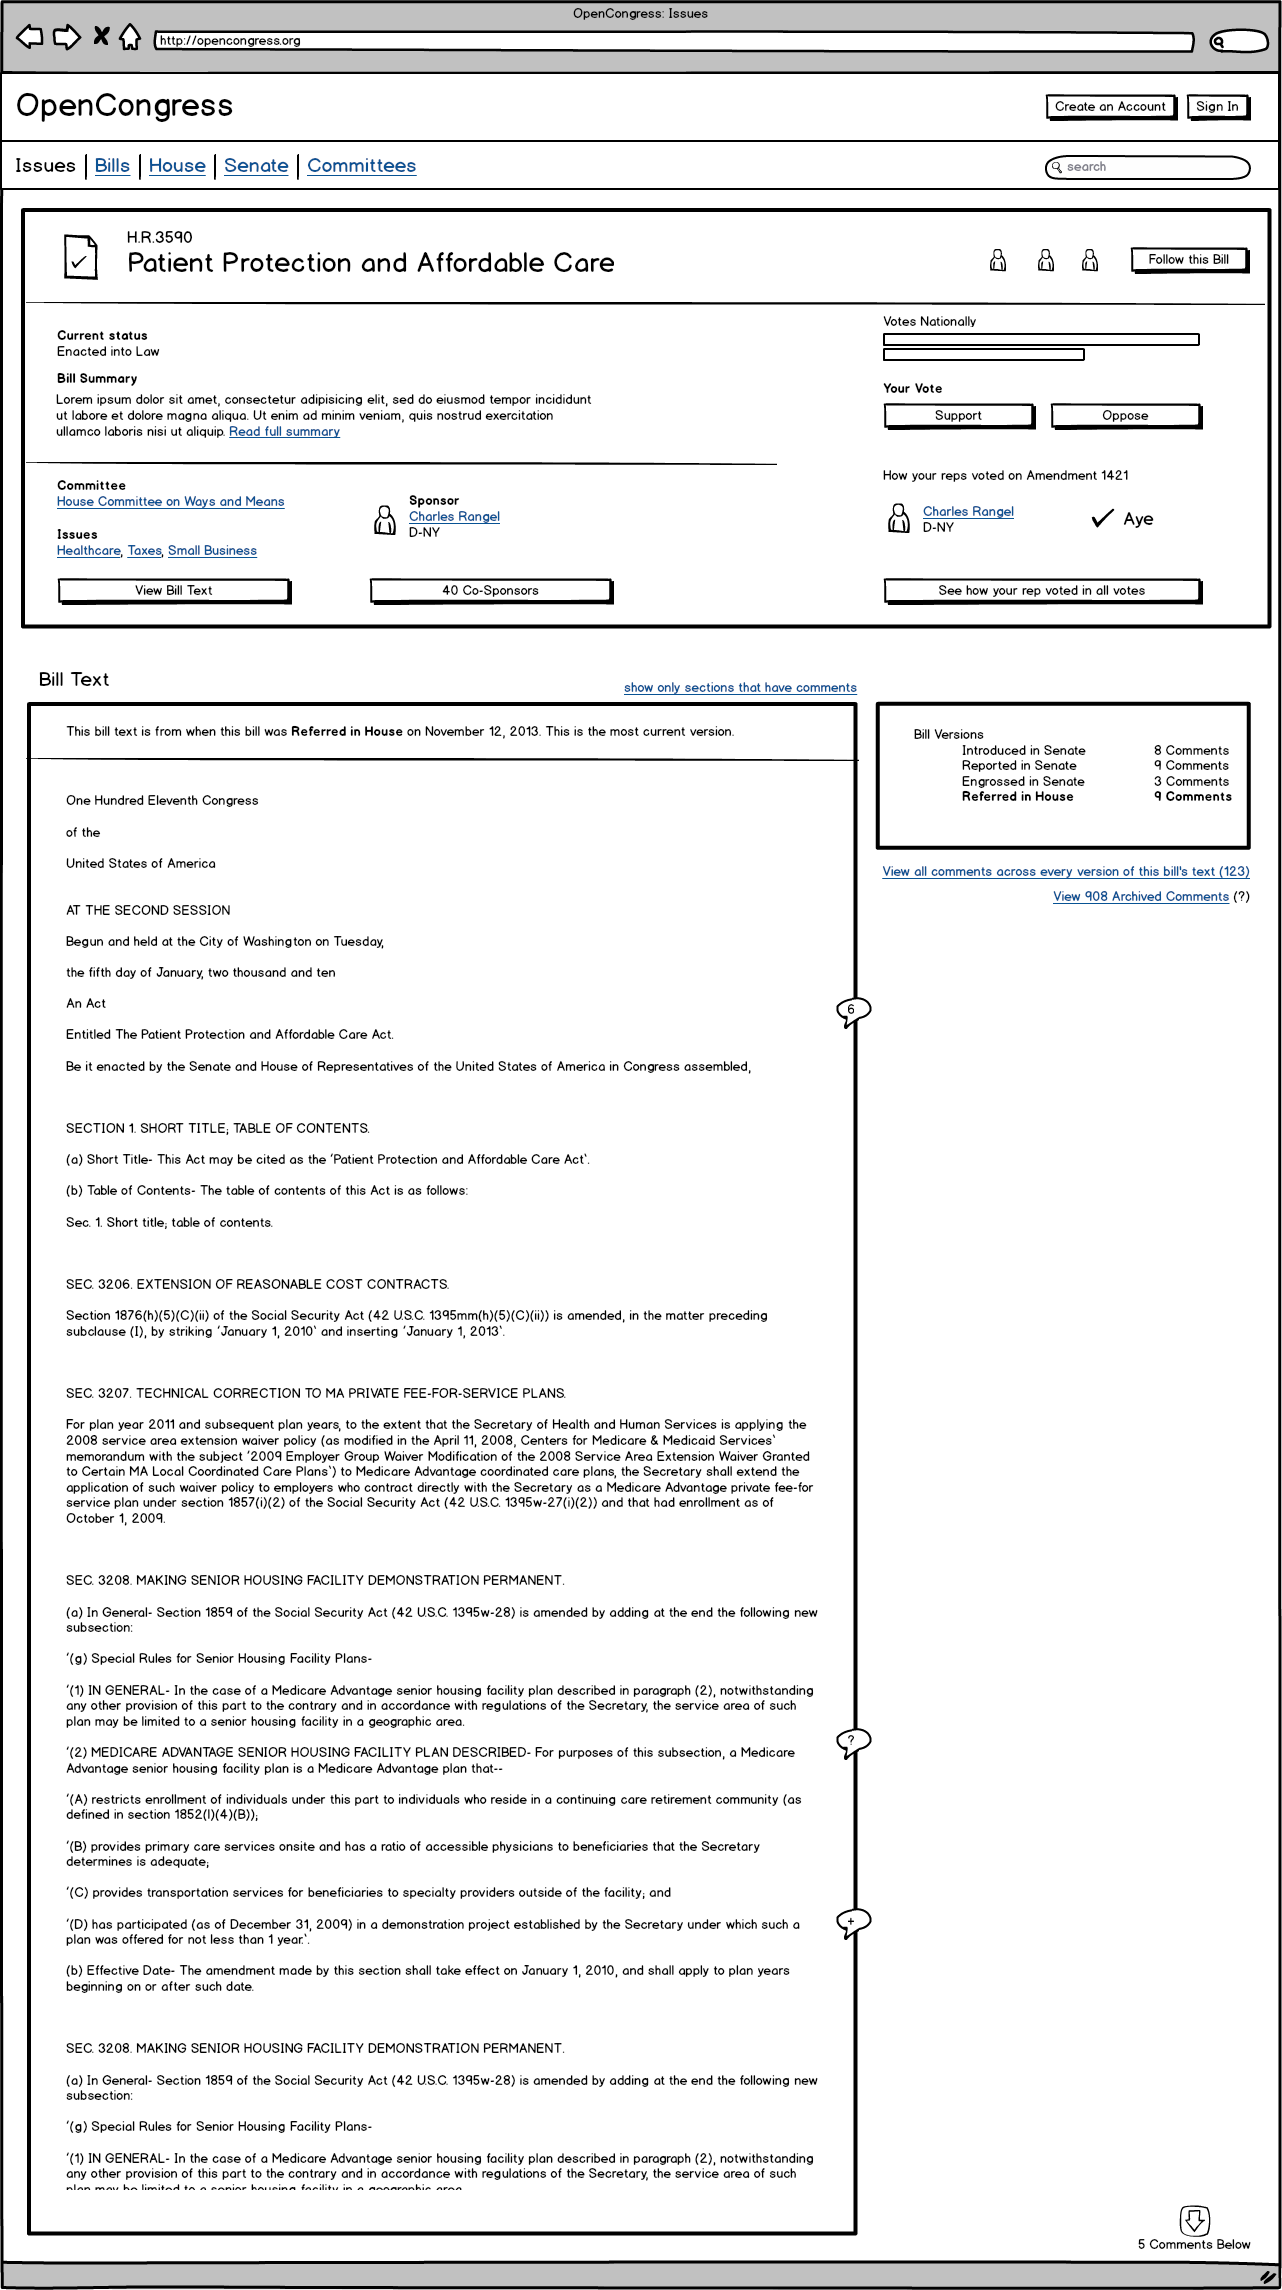 OpenCongress: Issues
http://opencongress.org
OpenCongress
Create an Account
Sign In
Issues
Bills
House
Senate
Committees
search
H.R.3590
Patient Protection and Affordable Care
Follow this Bill
Current status
Enacted into Law
Bill Summary
Lorem ipsum dolor sit amet, consectetur adipisicing elit, sed do eiusmod tempor incididunt
ut labore et dolore magna aliqua. Ut enim ad minim veniam, quis nostrud exercitation
ullamco laboris nisi ut aliquip. Read full summary
Votes Nationally
Your Vote
Support
Oppose
Committee
House Committee on Ways and Means
Issues
Healthcare, Taxes, Small Business
Sponsor
Charles Rangel
D-NY
How your reps voted on Amendment 1421
Charles Rangel
D-NY
Aye
View Bill Text
40 Co-Sponsors
See how your rep voted in all votes
Bill Text
show only sections that have comments
This bill text is from when this bill was Referred in House on November 12, 2013. This is the most current version.
One Hundred Eleventh Congress
of the
United States of America
AT THE SECOND SESSION
Begun and held at the City of Washington on Tuesday,
the fifth day of January, two thousand and ten
An Act
6
Entitled The Patient Protection and Affordable Care Act.
Be it enacted by the Senate and House of Representatives of the United States of America in Congress assembled,
SECTION 1. SHORT TITLE; TABLE OF CONTENTS.
(a) Short Title- This Act may be cited as the ‘Patient Protection and Affordable Care Act‘.
(b) Table of Contents- The table of contents of this Act is as follows:
Sec. 1. Short title; table of contents.
SEC. 3206. EXTENSION OF REASONABLE COST CONTRACTS.
Section 1876(h)(5)(C)(ii) of the Social Security Act (42 U.S.C. 1395mm(h)(5)(C)(ii)) is amended, in the matter preceding
subclause (I), by striking ‘January 1, 2010‘ and inserting ‘January 1, 2013‘.
SEC. 3207. TECHNICAL CORRECTION TO MA PRIVATE FEE-FOR-SERVICE PLANS.
For plan year 2011 and subsequent plan years, to the extent that the Secretary of Health and Human Services is applying the
2008 service area extension waiver policy (as modified in the April 11, 2008, Centers for Medicare & Medicaid Services‘
memorandum with the subject ‘2009 Employer Group Waiver Modification of the 2008 Service Area Extension Waiver Granted
to Certain MA Local Coordinated Care Plans‘) to Medicare Advantage coordinated care plans, the Secretary shall extend the
application of such waiver policy to employers who contract directly with the Secretary as a Medicare Advantage private fee-for
service plan under section 1857(i)(2) of the Social Security Act (42 U.S.C. 1395w-27(i)(2)) and that had enrollment as of
October 1, 2009.
SEC. 3208. MAKING SENIOR HOUSING FACILITY DEMONSTRATION PERMANENT.
(a) In General- Section 1859 of the Social Security Act (42 U.S.C. 1395w-28) is amended by adding at the end the following new
subsection:
‘(g) Special Rules for Senior Housing Facility Plans-
‘(1) IN GENERAL- In the case of a Medicare Advantage senior housing facility plan described in paragraph (2), notwithstanding
any other provision of this part to the contrary and in accordance with regulations of the Secretary, the service area of such
plan may be limited to a senior housing facility in a geographic area.
?
‘(2) MEDICARE ADVANTAGE SENIOR HOUSING FACILITY PLAN DESCRIBED- For purposes of this subsection, a Medicare
Advantage senior housing facility plan is a Medicare Advantage plan that--
‘(A) restricts enrollment of individuals under this part to individuals who reside in a continuing care retirement community (as
defined in section 1852(l)(4)(B));
‘(B) provides primary care services onsite and has a ratio of accessible physicians to beneficiaries that the Secretary
determines is adequate;
‘(C) provides transportation services for beneficiaries to specialty providers outside of the facility; and
+
‘(D) has participated (as of December 31, 2009) in a demonstration project established by the Secretary under which such a
plan was offered for not less than 1 year.‘.
(b) Effective Date- The amendment made by this section shall take effect on January 1, 2010, and shall apply to plan years
beginning on or after such date.
SEC. 3208. MAKING SENIOR HOUSING FACILITY DEMONSTRATION PERMANENT.
(a) In General- Section 1859 of the Social Security Act (42 U.S.C. 1395w-28) is amended by adding at the end the following new
subsection:
‘(g) Special Rules for Senior Housing Facility Plans-
‘(1) IN GENERAL- In the case of a Medicare Advantage senior housing facility plan described in paragraph (2), notwithstanding
any other provision of this part to the contrary and in accordance with regulations of the Secretary, the service area of such
plan may be limited to a senior housing facility in a geographic area.
Bill Versions
Introduced in Senate 8 Comments
Reported in Senate 9 Comments
Engrossed in Senate 3 Comments
Referred in House 9 Comments
View all comments across every version of this bill's text (123)
View 908 Archived Comments (?)
5 Comments Below